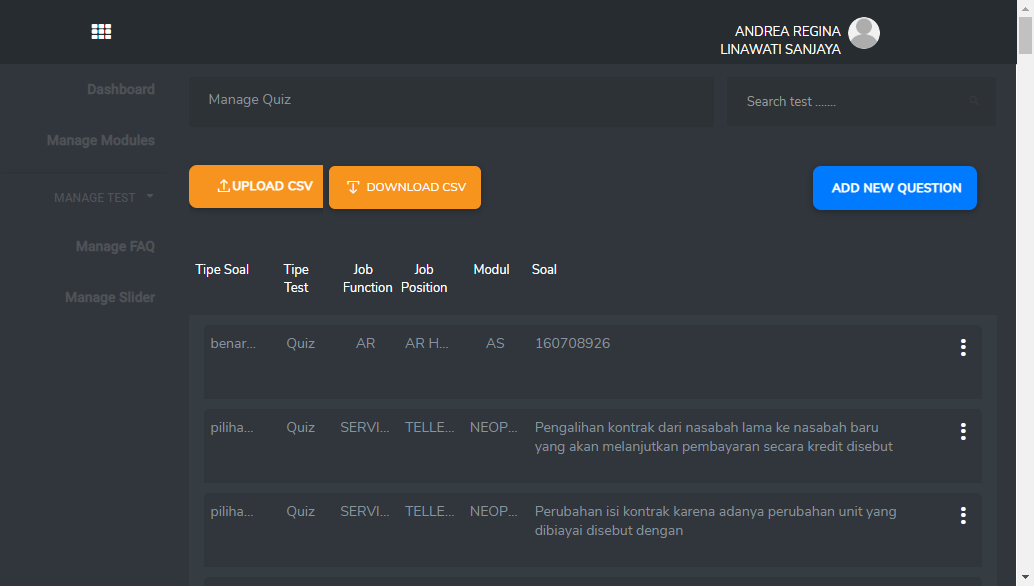 ANDREA REGINA
LINAWATI SANJAYA
Dashboard
Manage Modules
MANAGE TEST
Manage FAQ
Manage Slider
Manage Quiz
Search test .......
UPLOAD CSV
DOWNLOAD CSV
ADD NEW QUESTION
Tipe Soal
Tipe
Test
Job
Function
Job
Position
Modul
Soal
benar... Quiz AR AR H... AS 160708926
piliha... Quiz SERVI... TELLE... NEOP... Pengalihan kontrak dari nasabah lama ke nasabah baru
yang akan melanjutkan pembayaran secara kredit disebut
piliha... Quiz SERVI... TELLE... NEOP... Perubahan isi kontrak karena adanya perubahan unit yang
dibiayai disebut dengan